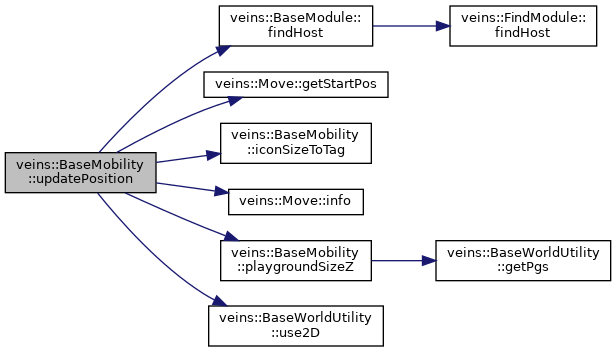 veins::BaseModule::
findHost
veins::FindModule::
findHost
veins::Move::getStartPos
veins::BaseMobility
::iconSizeToTag
veins::BaseMobility
::updatePosition
veins::Move::info
veins::BaseMobility
::playgroundSizeZ
veins::BaseWorldUtility
::getPgs
veins::BaseWorldUtility
::use2D